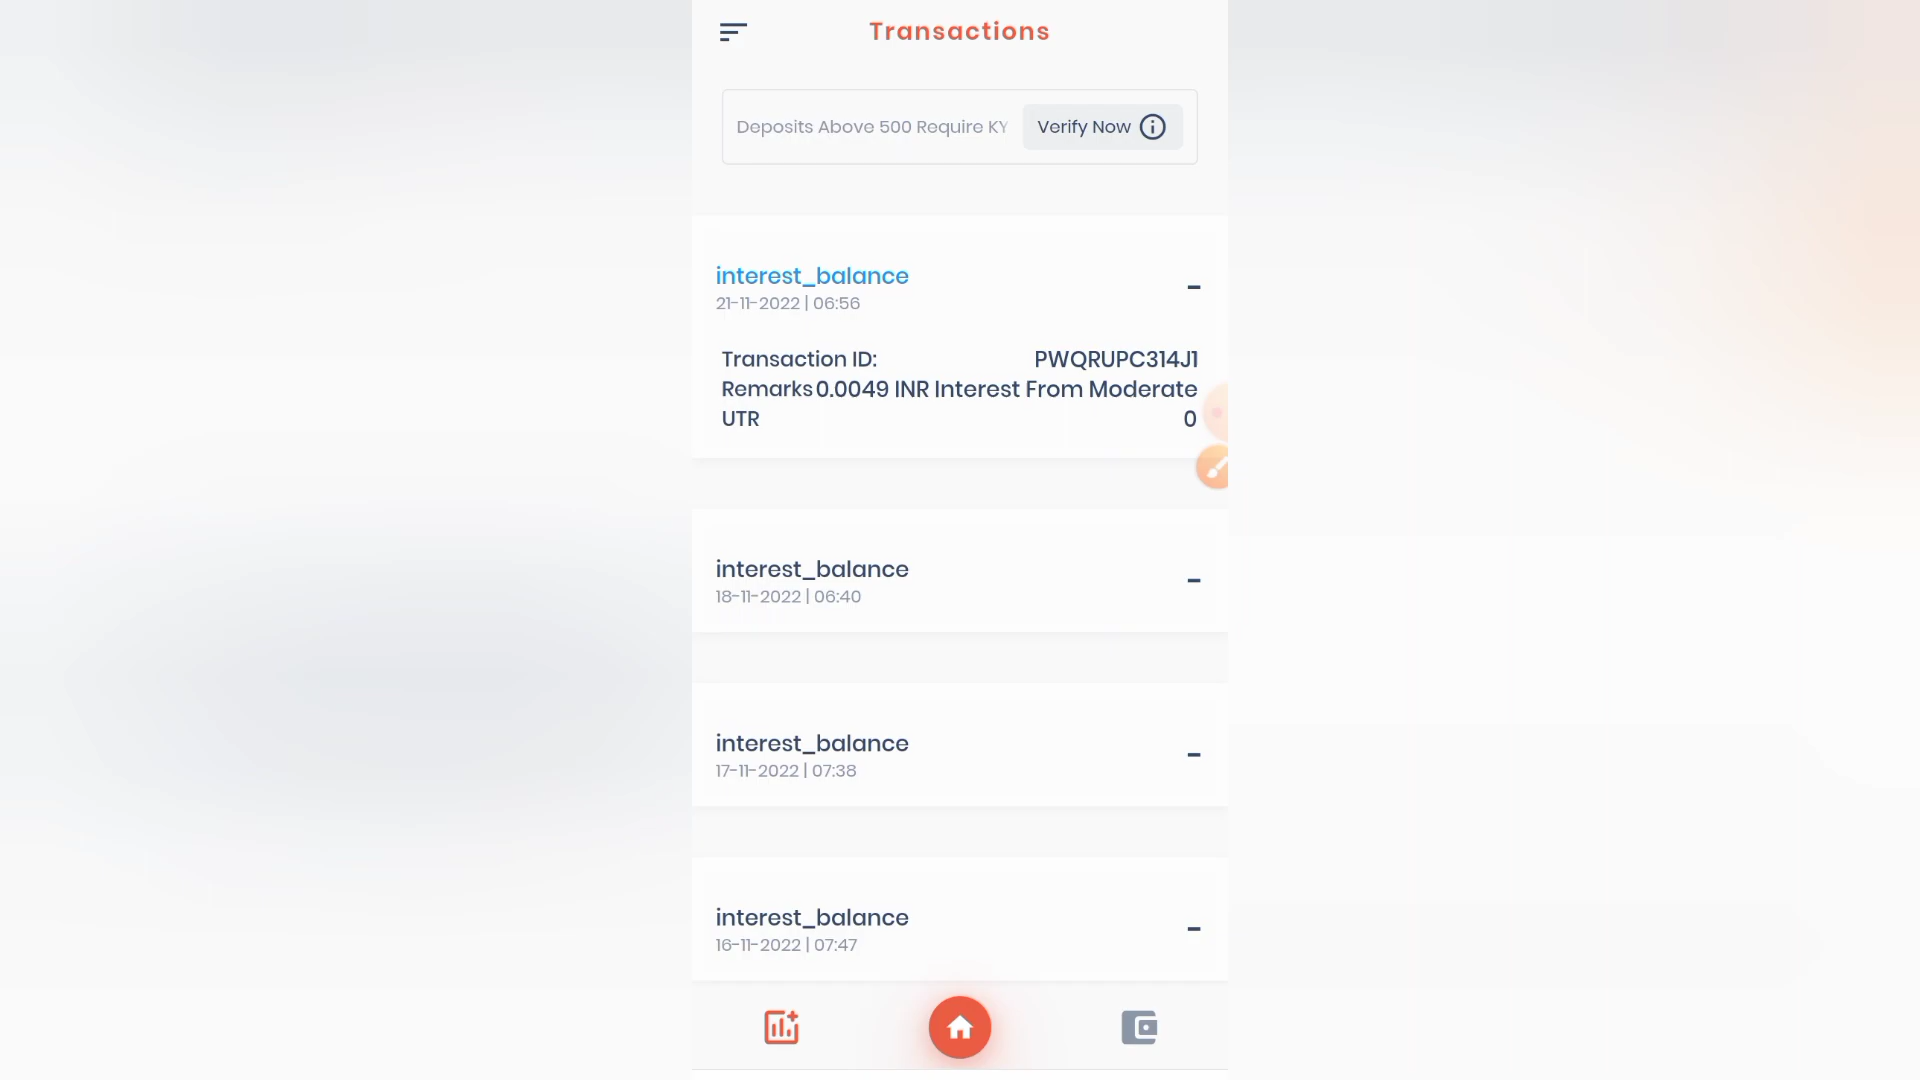 Transactions
Deposits Above 500 Require KY
Verify Now
interest_balance
21-11-2022 | 06:56
-
Transaction ID: PWQRUPC314J1
Remarks 0.0049 INR Interest From Moderate
UTR 0
interest_balance
18-11-2022 | 06:40
-
interest_balance
17-11-2022 | 07:38
-
interest_balance
16-11-2022 | 07:47
-